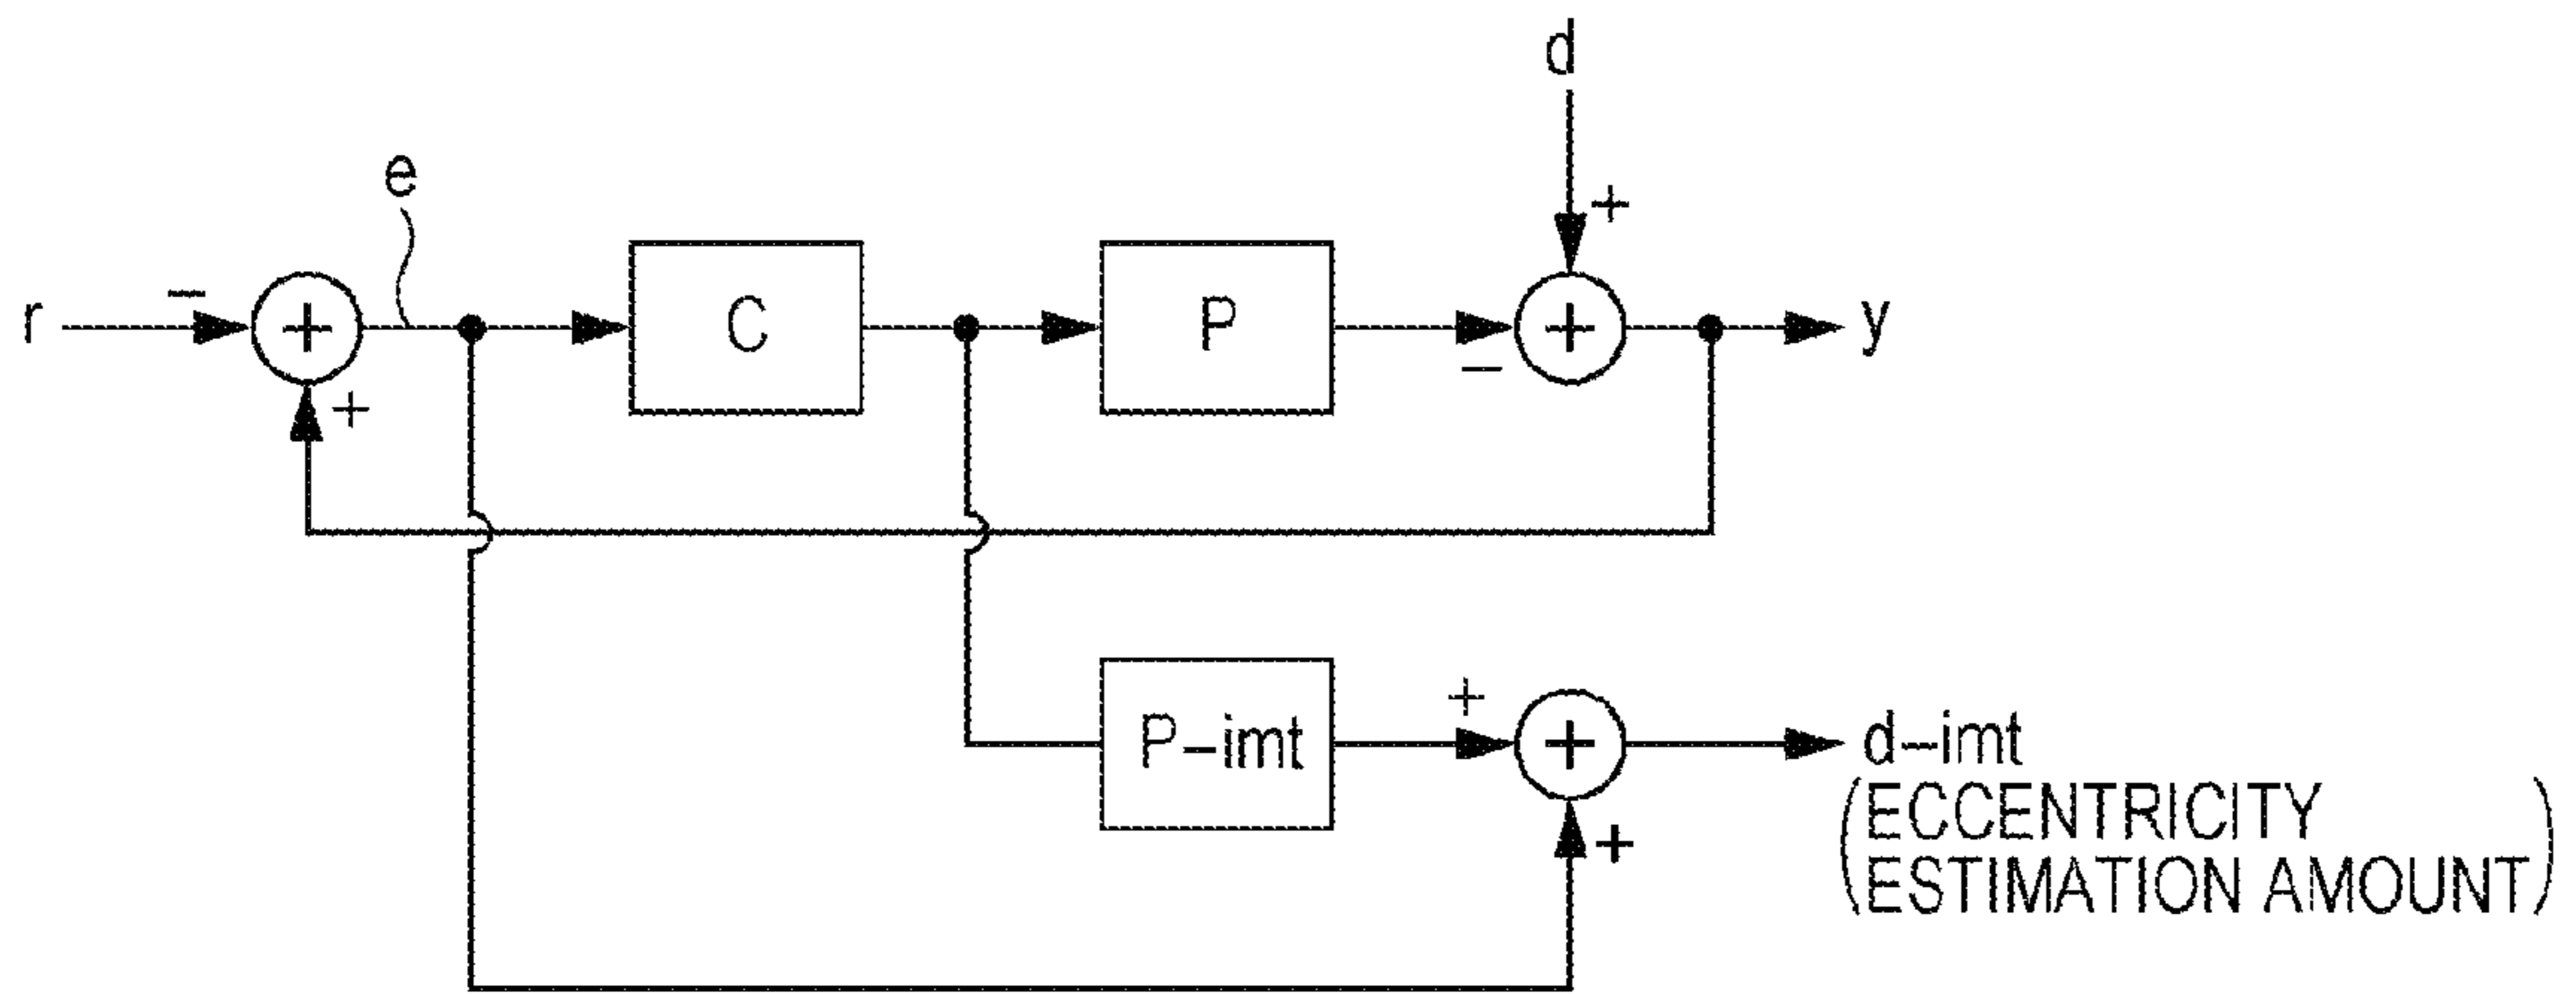 d
+
e
r
−
+
C
P
−
+
y
+
P-imt
+
+
+
d-imt
(ECCENTRICITY
ESTIMATION AMOUNT)